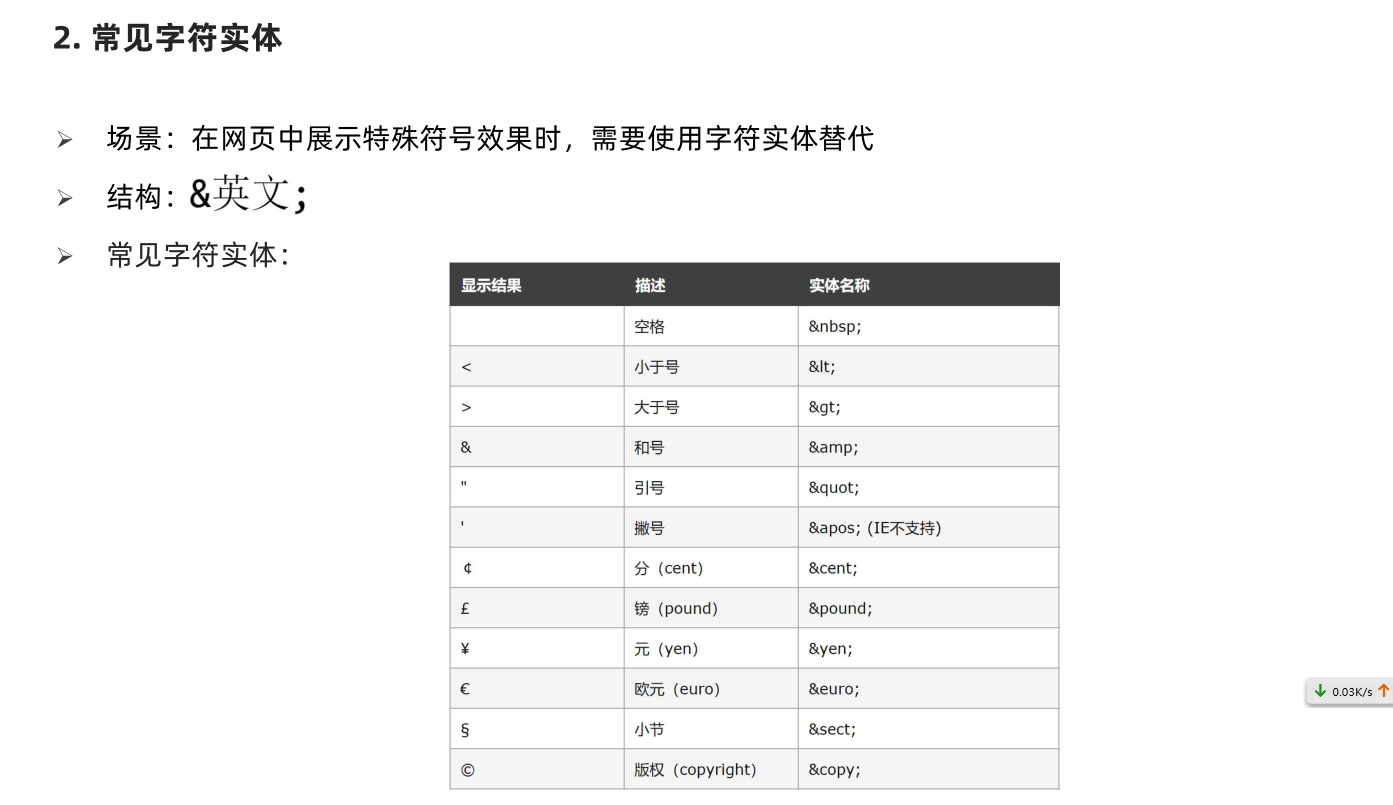 2. 常见字符实体
场景：在网页中展示特殊符号效果时，需要使用字符实体替代
结构：&英文;
常见字符实体：
显示结果 描述 实体名称
空格 &nbsp;
< 小于号 &lt;
> 大于号 &gt;
& 和号 &amp;
" 引号 &quot;
' 撇号 &apos; (IE不支持)
¢ 分（cent） &cent;
£ 镑（pound） &pound;
¥ 元（yen） &yen;
€ 欧元（euro） &euro;
§ 小节 &sect;
© 版权（copyright） &copy;
0.03K/s